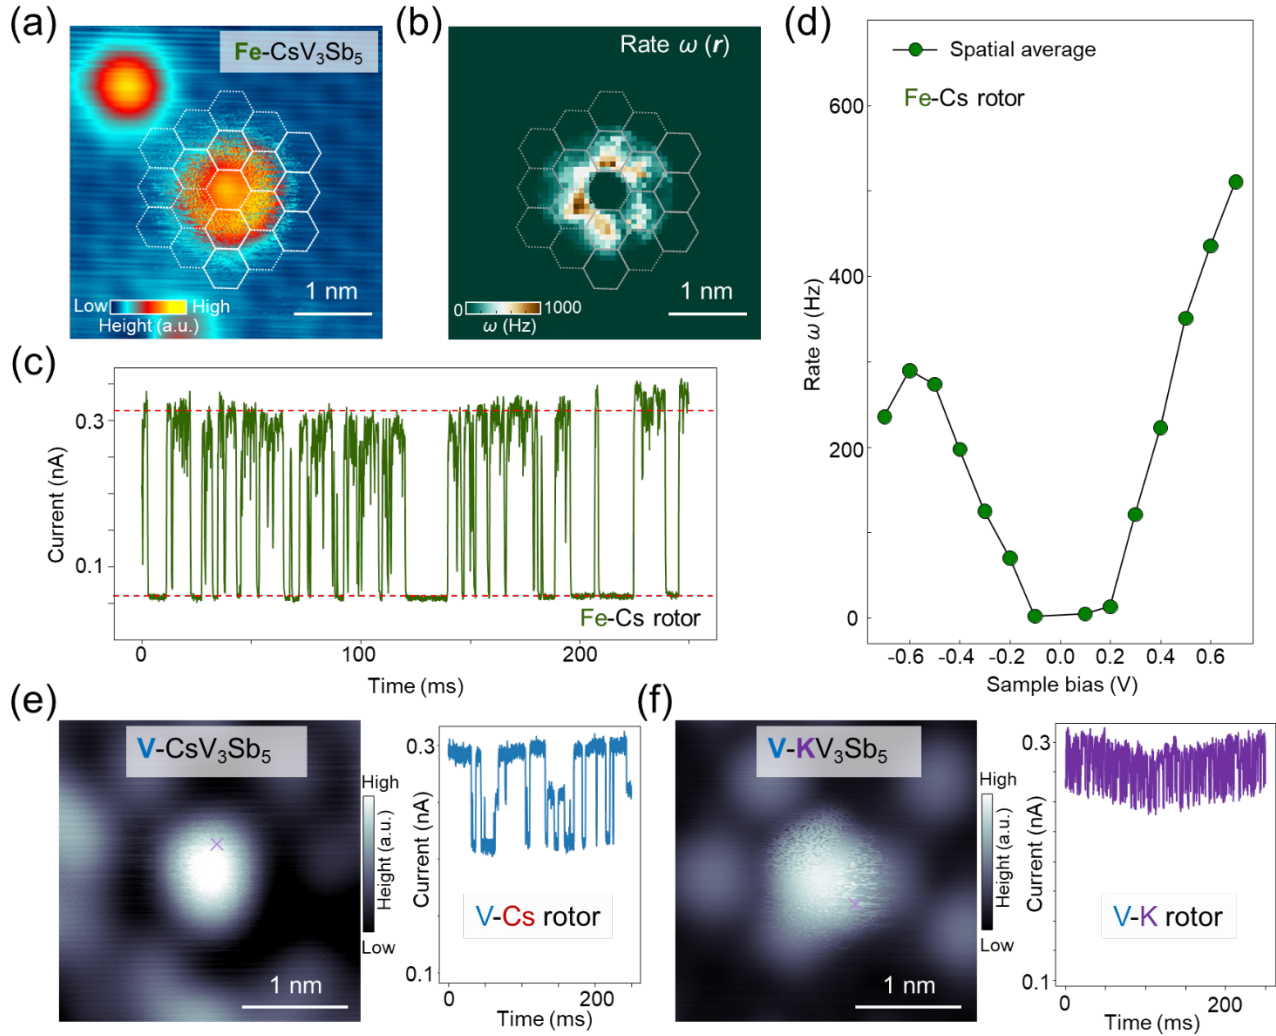 (a)
Fe-CsV₃Sb₅
Low
High
Height (a.u.)
1 nm
(b)
Rate ω (r)
0
1000
ω (Hz)
1 nm
(c)
Current (nA)
0.3
0.1
Fe-Cs rotor
0
100
200
Time (ms)
(d)
Spatial average
Fe-Cs rotor
Rate ω (Hz)
600
400
200
0
-0.6 -0.4 -0.2 0.0 0.2 0.4 0.6
Sample bias (V)
(e)
V-CsV₃Sb₅
High
Height (a.u.)
Low
1 nm
Current (nA)
0.3
0.1
V-Cs rotor
0 200
Time (ms)
(f)
V-KV₃Sb₅
High
Height (a.u.)
Low
1 nm
Current (nA)
0.3
0.1
V-K rotor
0 200
Time (ms)